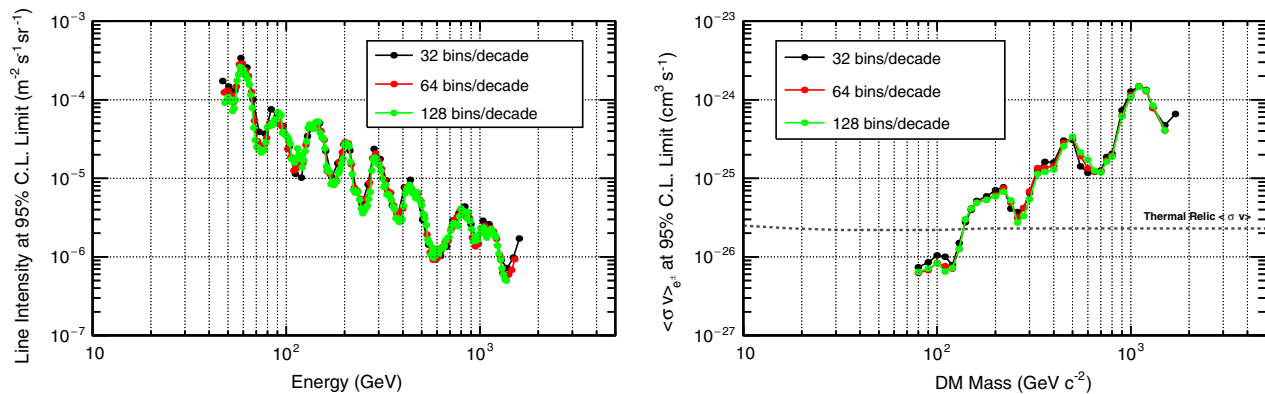 Line Intensity at 95% C.L. Limit (m⁻² s⁻¹ sr⁻¹)
10⁻³
10⁻⁴
10⁻⁵
10⁻⁶
10⁻⁷
32 bins/decade
64 bins/decade
128 bins/decade
10 10² 10³
Energy (GeV)
<σ v>e± at 95% C.L. Limit (cm³ s⁻¹)
10⁻²³
10⁻²⁴
10⁻²⁵
10⁻²⁶
10⁻²⁷
32 bins/decade
64 bins/decade
128 bins/decade
Thermal Relic < σ v>
10 10² 10³
DM Mass (GeV c⁻²)